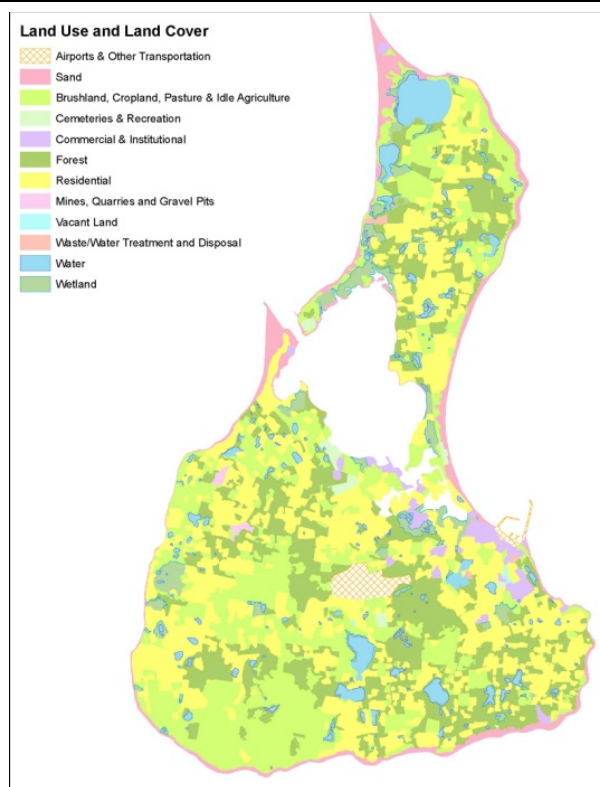 Land Use and Land Cover
Airports & Other Transportation
Sand
Brushland, Cropland, Pasture & Idle Agriculture
Cemeteries & Recreation
Commercial & Institutional
Forest
Residential
Mines, Quarries and Gravel Pits
Vacant Land
Waste/Water Treatment and Disposal
Water
Wetland